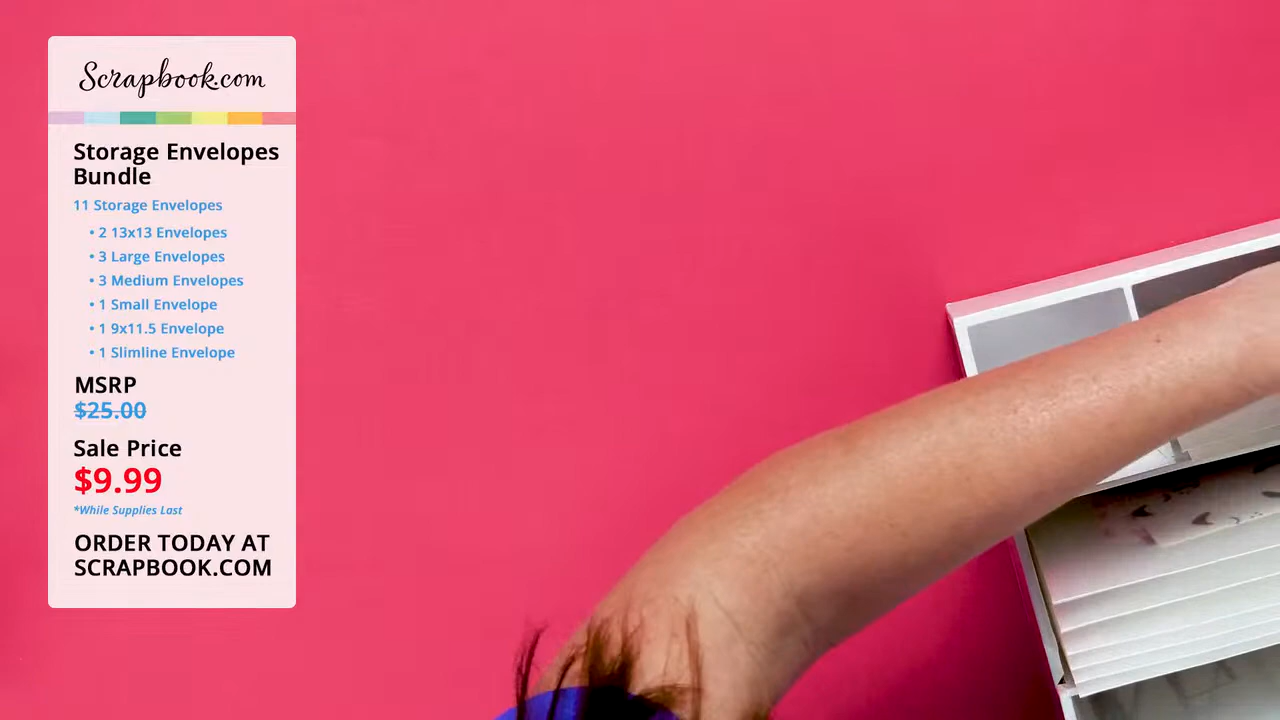 Scrapbook.com
Storage Envelopes
Bundle
11 Storage Envelopes
• 2 13x13 Envelopes
• 3 Large Envelopes
• 3 Medium Envelopes
• 1 Small Envelope
• 1 9x11.5 Envelope
• 1 Slimline Envelope
MSRP
$25.00
Sale Price
$9.99
*While Supplies Last
ORDER TODAY AT
SCRAPBOOK.COM